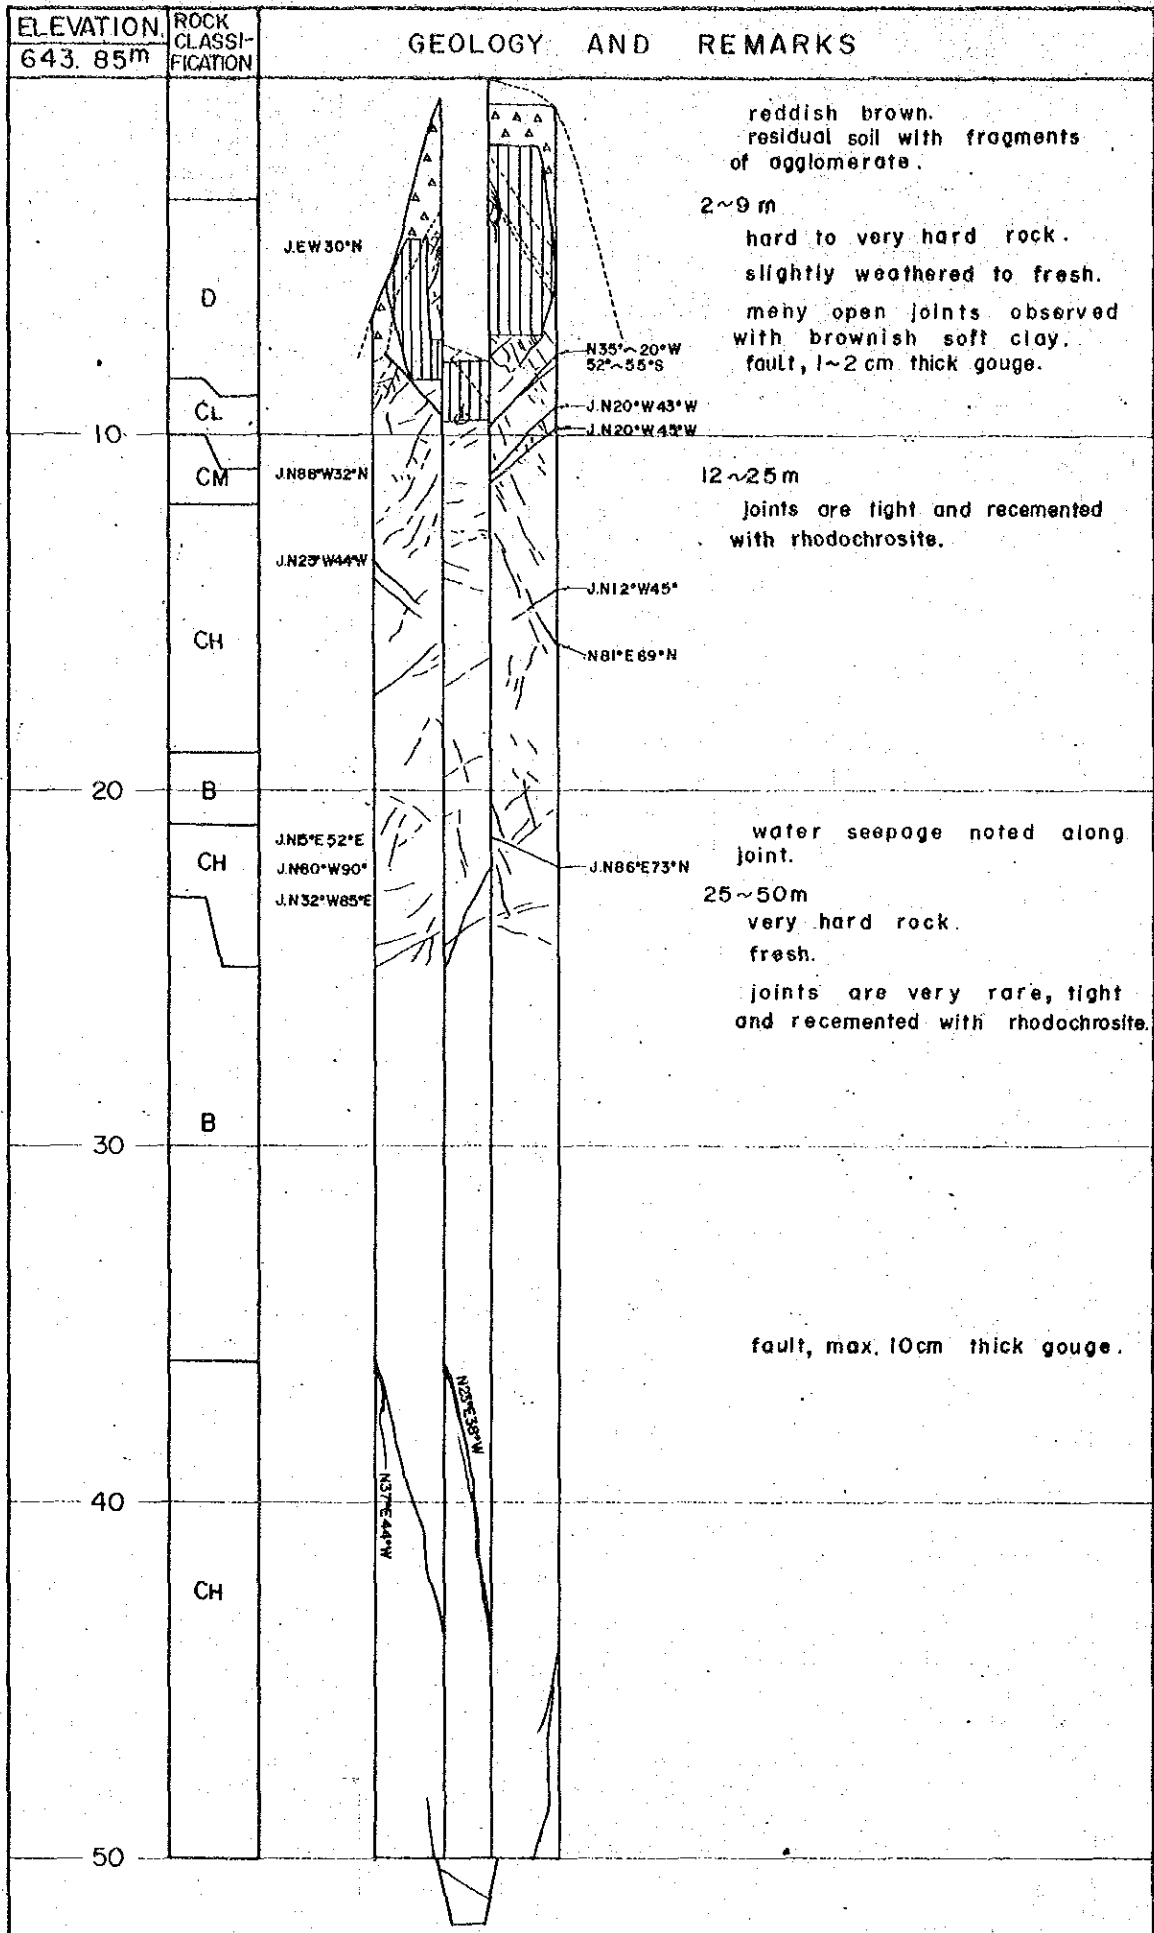 ELEVATION.
643.85m
ROCK
CLASSI-
FICATION
GEOLOGY AND REMARKS
reddish brown.
residual soil with fragments
of agglomerate.
2~9 m
hard to very hard rock.
slightly weathered to fresh.
meny open joints observed
with brownish soft clay.
fault, 1~2 cm thick gouge.
J.EW30°N
D
N35°~20°W
52°~55°S
CL
J.N20°W43°W
J.N20°W45°W
10
CM
J.N88°W32°N
12~25m
joints are tight and recemented
with rhodochrosite.
J.N23°W44°W
J.N12°W45°
CH
N81°E69°N
20
B
J.N5°E52°E
water seepage noted along
joint.
CH
J.N60°W90°
J.N86°E73°N
J.N32°W85°E
25~50m
very hard rock.
fresh.
joints are very rare, tight
and recemented with rhodochrosite.
B
30
fault, max. 10cm thick gouge.
N23°E38°W
40
N37°E44°W
CH
50